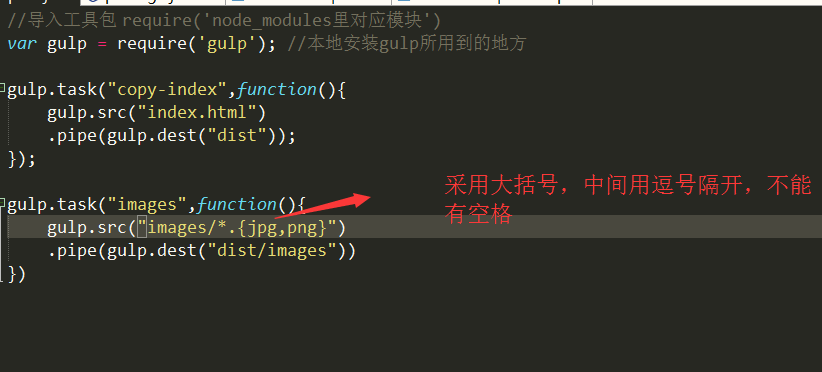 //导入工具包 require('node_modules里对应模块')
var gulp = require('gulp'); //本地安装gulp所用到的地方
gulp.task("copy-index",function(){
gulp.src("index.html")
.pipe(gulp.dest("dist"));
});
gulp.task("images",function(){
gulp.src("images/*.{jpg,png}")
.pipe(gulp.dest("dist/images"))
})
采用大括号，中间用逗号隔开，不能
有空格